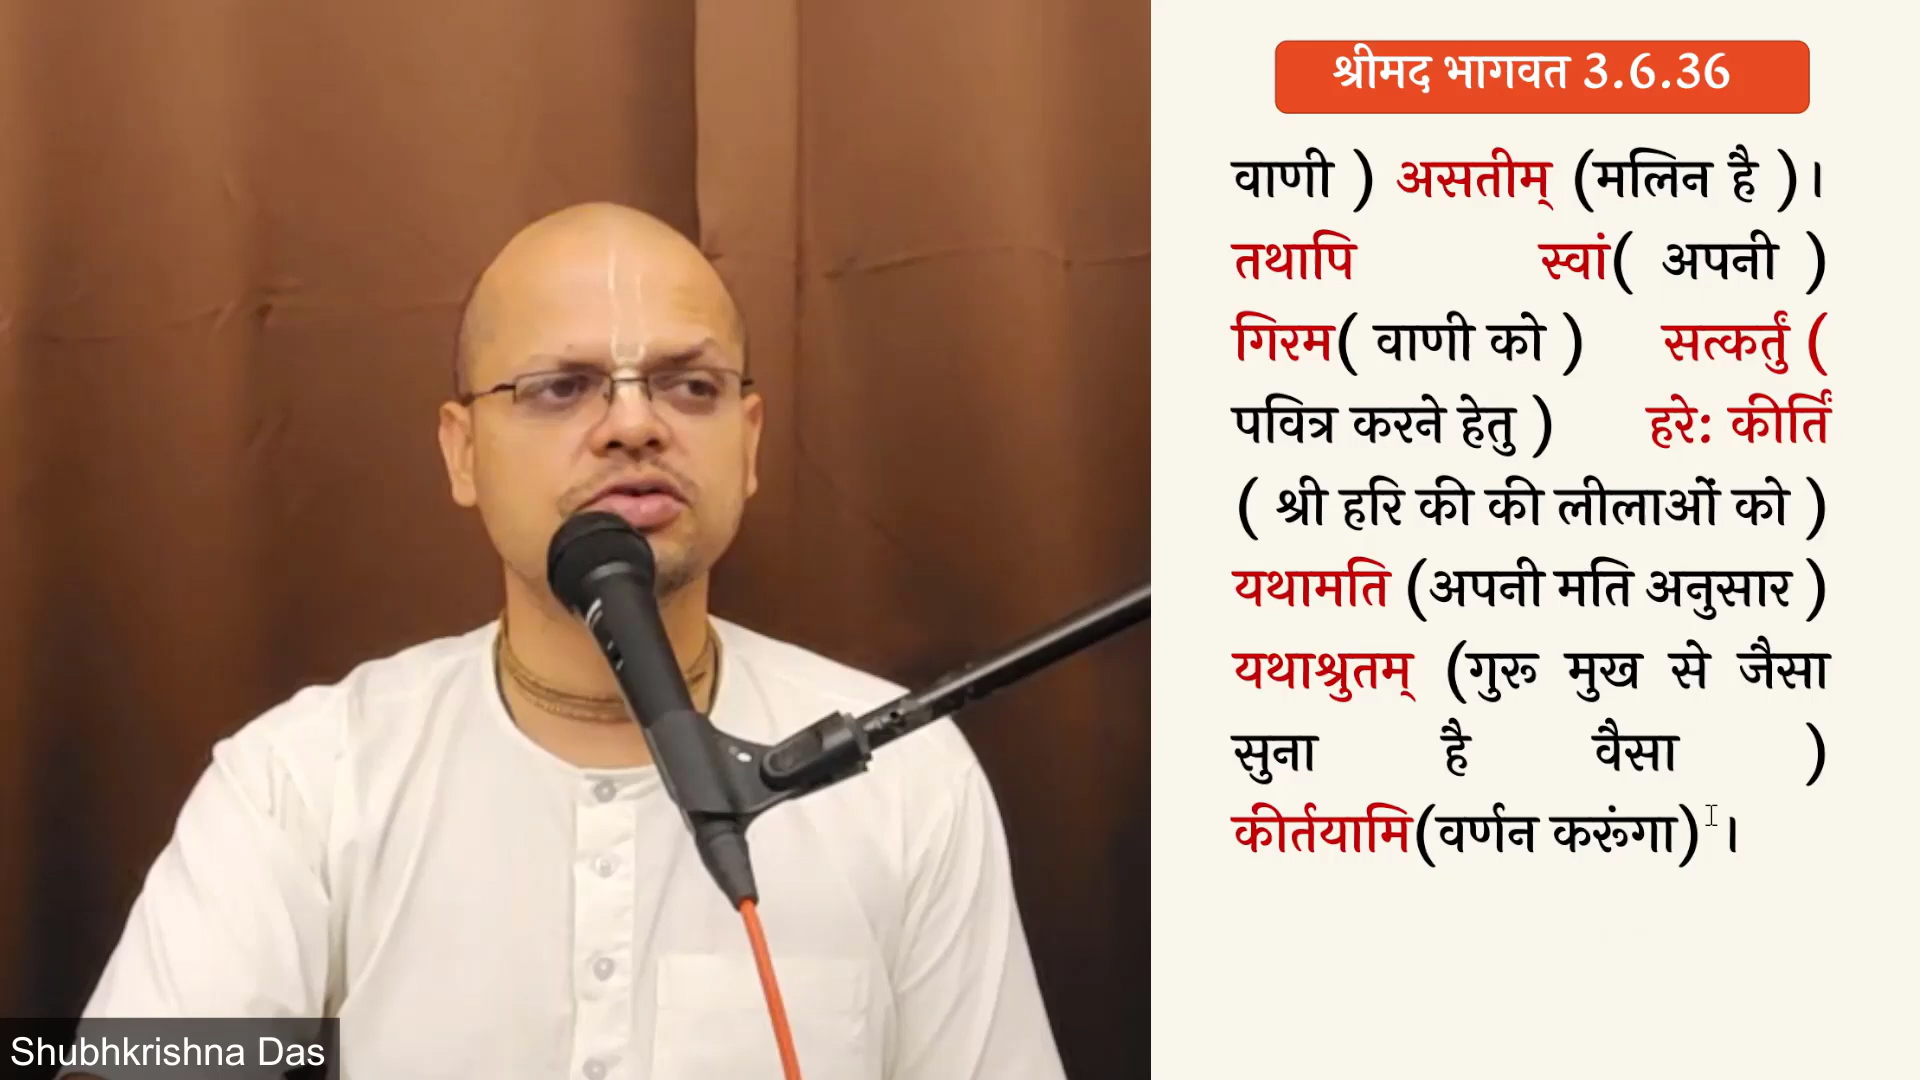 श्रीमद भागवत 3.6.36
वाणी ) असतीम् (मलिन है )।
तथापि स्वां( अपनी )
गिरम( वाणी को ) सत्कर्तुं (
पवित्र करने हेतु ) हरे: कीर्तिं
( श्री हरि की की लीलाओं को )
यथामति (अपनी मति अनुसार )
यथाश्रुतम् (गुरू मुख से जैसा
सुना है वैसा )
कीर्तयामि(वर्णन करूंगा) ।
Shubhkrishna Das